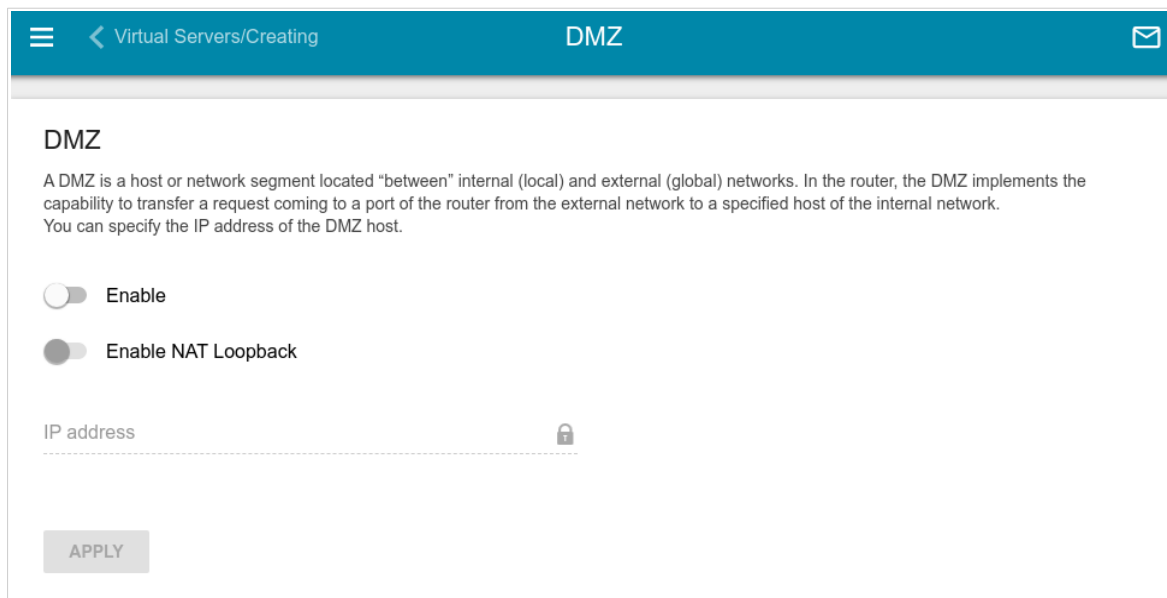 Virtual Servers/Creating
DMZ
DMZ
A DMZ is a host or network segment located “between” internal (local) and external (global) networks. In the router, the DMZ implements the
capability to transfer a request coming to a port of the router from the external network to a specified host of the internal network.
You can specify the IP address of the DMZ host.
Enable
Enable NAT Loopback
IP address
APPLY